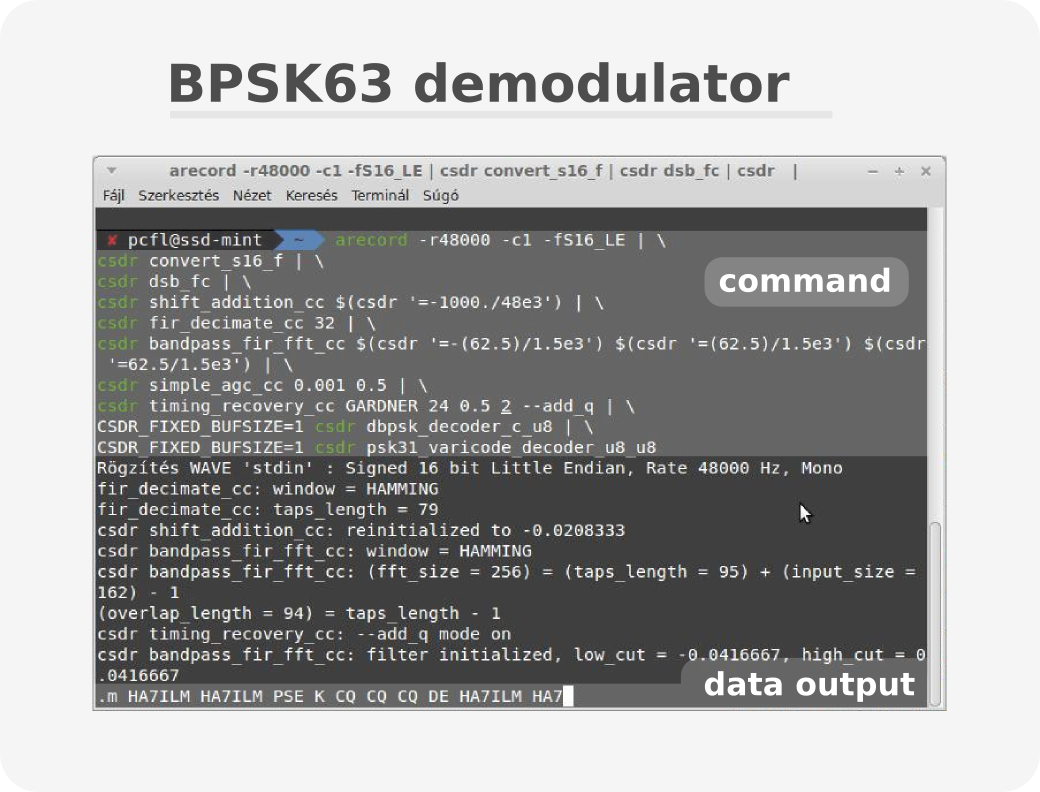 BPSK63 demodulator
arecord -r48000 -c1 -fS16_LE | csdr convert_s16_f | csdr dsb_fc | csdr   |
Fájl Szerkesztés Nézet Keresés Terminál Súgó
✘ pcfl@ssd-mint ~ arecord -r48000 -c1 -fS16_LE | \
csdr convert_s16_f | \
csdr dsb_fc | \
command
csdr shift_addition_cc $(csdr '=-1000./48e3') | \
csdr fir_decimate_cc 32 | \
csdr bandpass_fir_fft_cc $(csdr '=-(62.5)/1.5e3') $(csdr '=(62.5)/1.5e3') $(csdr
'=62.5/1.5e3') | \
csdr simple_agc_cc 0.001 0.5 | \
csdr timing_recovery_cc GARDNER 24 0.5 2 --add_q | \
CSDR_FIXED_BUFSIZE=1 csdr dbpsk_decoder_c_u8 | \
CSDR_FIXED_BUFSIZE=1 csdr psk31_varicode_decoder_u8_u8
Rögzítés WAVE 'stdin' : Signed 16 bit Little Endian, Rate 48000 Hz, Mono
fir_decimate_cc: window = HAMMING
fir_decimate_cc: taps_length = 79
csdr shift_addition_cc: reinitialized to -0.0208333
csdr bandpass_fir_fft_cc: window = HAMMING
csdr bandpass_fir_fft_cc: (fft_size = 256) = (taps_length = 95) + (input_size =
162) - 1
(overlap_length = 94) = taps_length - 1
csdr timing_recovery_cc: --add_q mode on
csdr bandpass_fir_fft_cc: filter initialized, low_cut = -0.0416667, high_cut = 0
.0416667
data output
.m HA7ILM HA7ILM PSE K CQ CQ CQ DE HA7ILM HA7